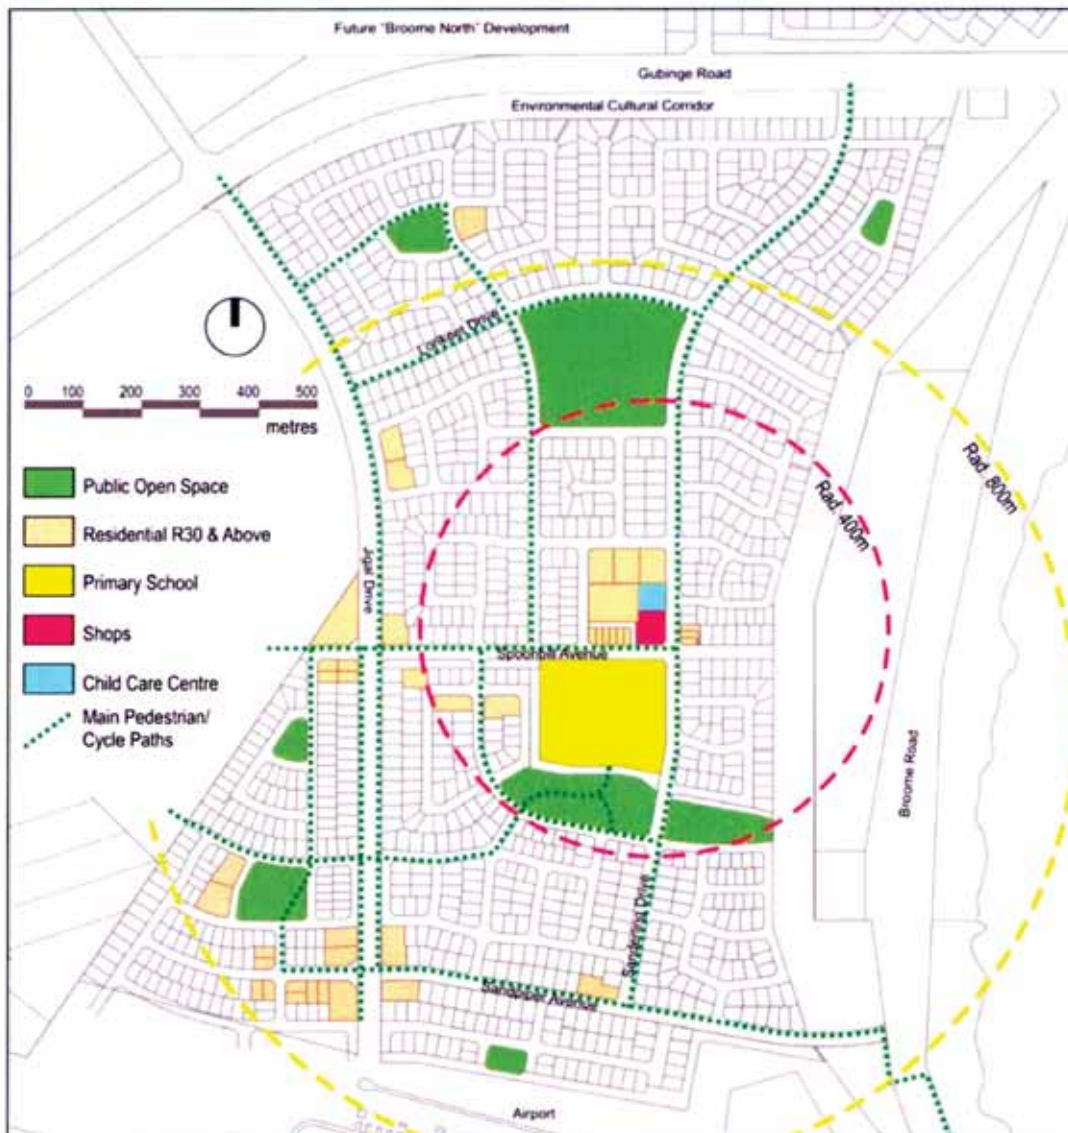 Future "Broome North" Development
Gubinge Road
Environmental Cultural Corridor
Lorikeet Drive
0 100 200 300 400 500
metres
Public Open Space
Residential R30 & Above
Primary School
Shops
Child Care Centre
Main Pedestrian/
Cycle Paths
Jigal Drive
Rad. 400m
Rad. 800m
Spoonbill Avenue
Broome Road
Sanderling Drive
Sandpiper Avenue
Airport